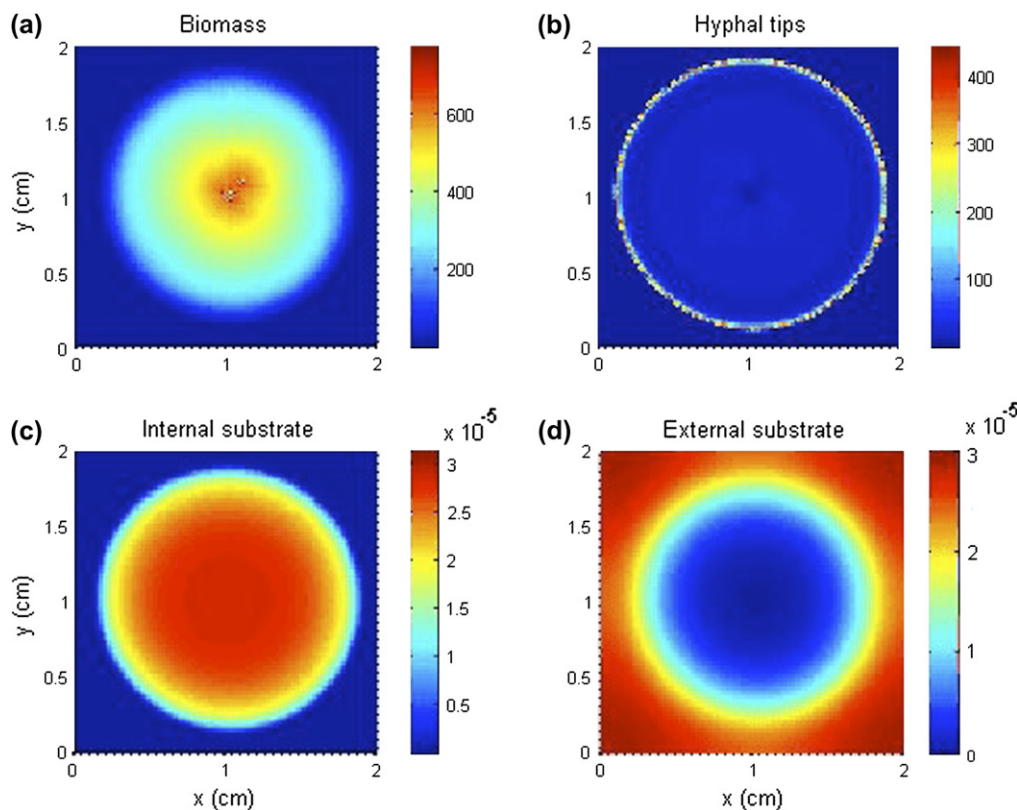 (a) Biomass
2
1.5
1
0.5
0
y (cm)
0 1 2
600
400
200
(b) Hyphal tips
2
1.5
1
0.5
0
0 1 2
400
300
200
100
(c) Internal substrate
x 10-5
2
1.5
1
0.5
0
y (cm)
0 1 2
x (cm)
3
2.5
2
1.5
1
0.5
(d) External substrate
x 10-5
2
1.5
1
0.5
0
0 1 2
x (cm)
3
2
1
0